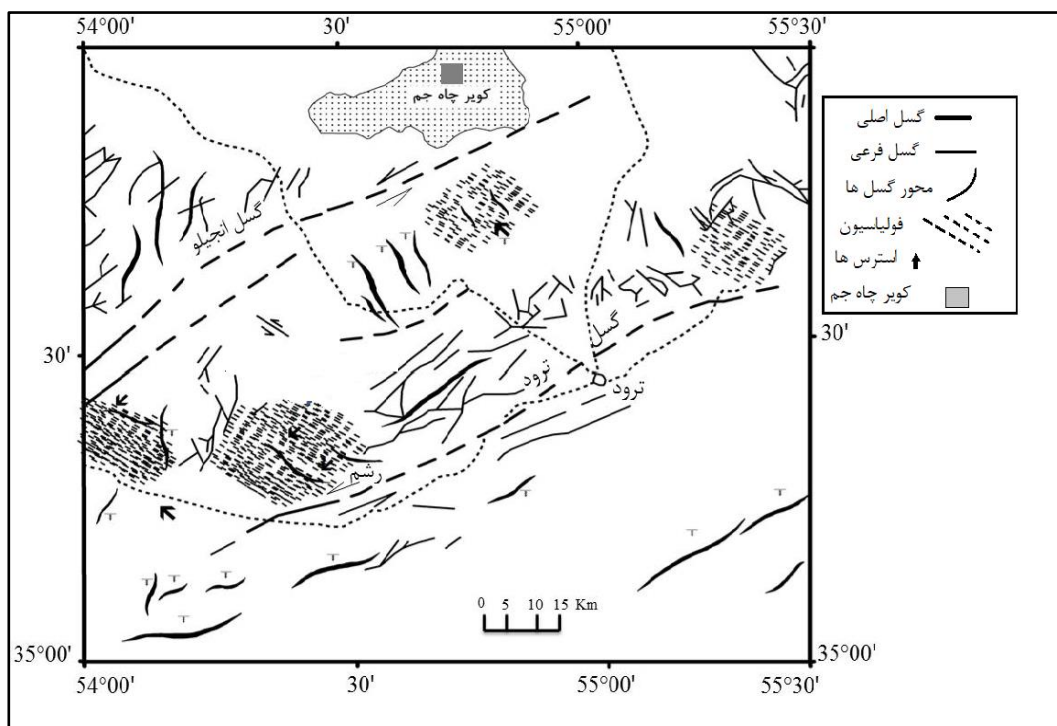 54°00'
30'
55°00'
55°30'
کویر چاه جم
گسل انجیلو
گسل
ترود
ترود
رشم
30'
30'
0 5 10 15 Km
35°00'
35°00'
54°00'
30'
55°00'
55°30'
گسل اصلی
گسل فرعی
محور گسل ها
فولیاسیون
استرس ها
کویر چاه جم